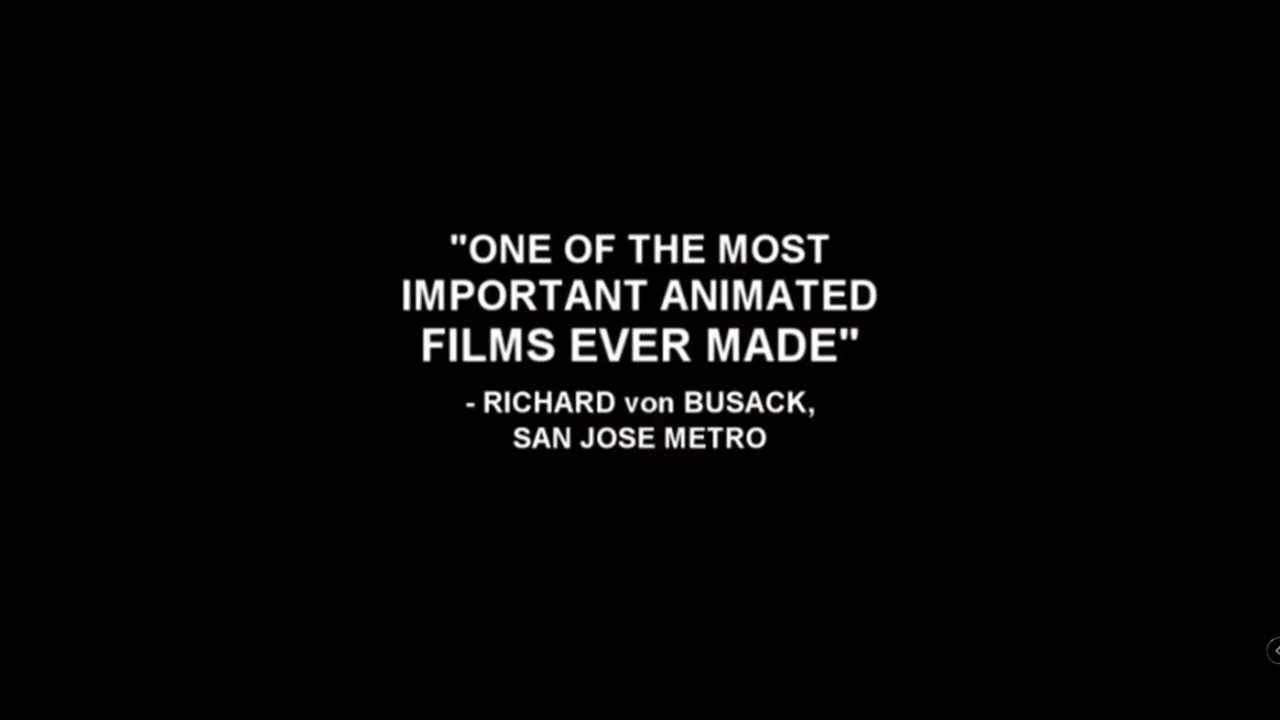 "ONE OF THE MOST
IMPORTANT ANIMATED
FILMS EVER MADE"
- RICHARD von BUSACK,
SAN JOSE METRO